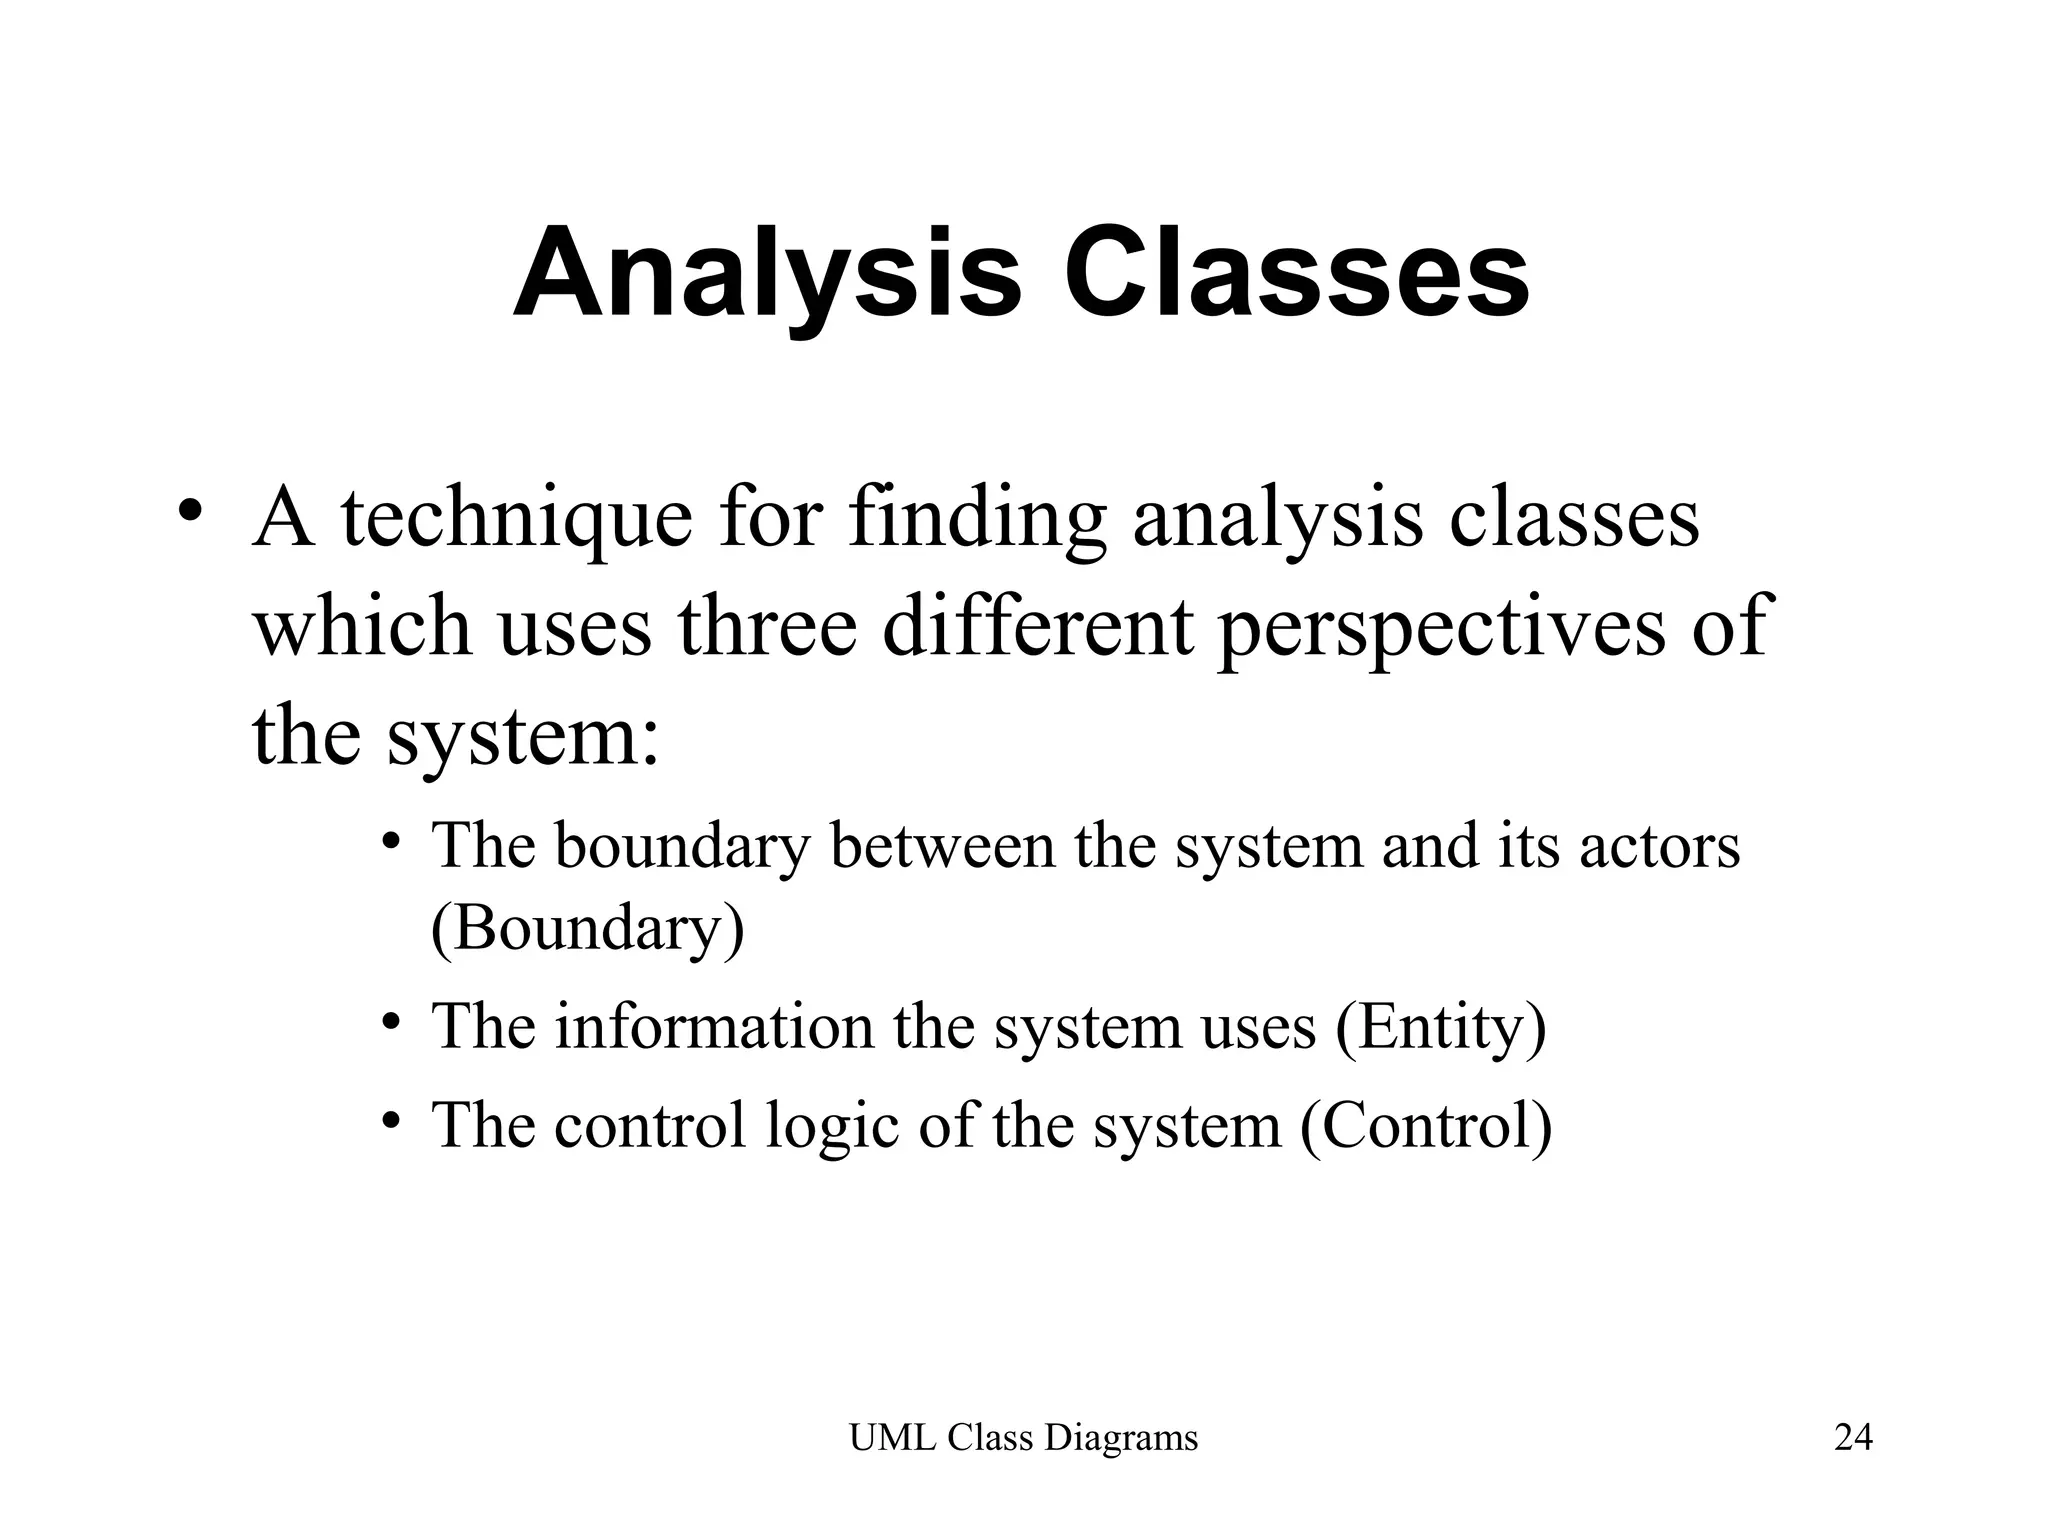 Analysis Classes
• A technique for finding analysis classes
which uses three different perspectives of
the system:
• The boundary between the system and its actors
(Boundary)
• The information the system uses (Entity)
• The control logic of the system (Control)
UML Class Diagrams
24